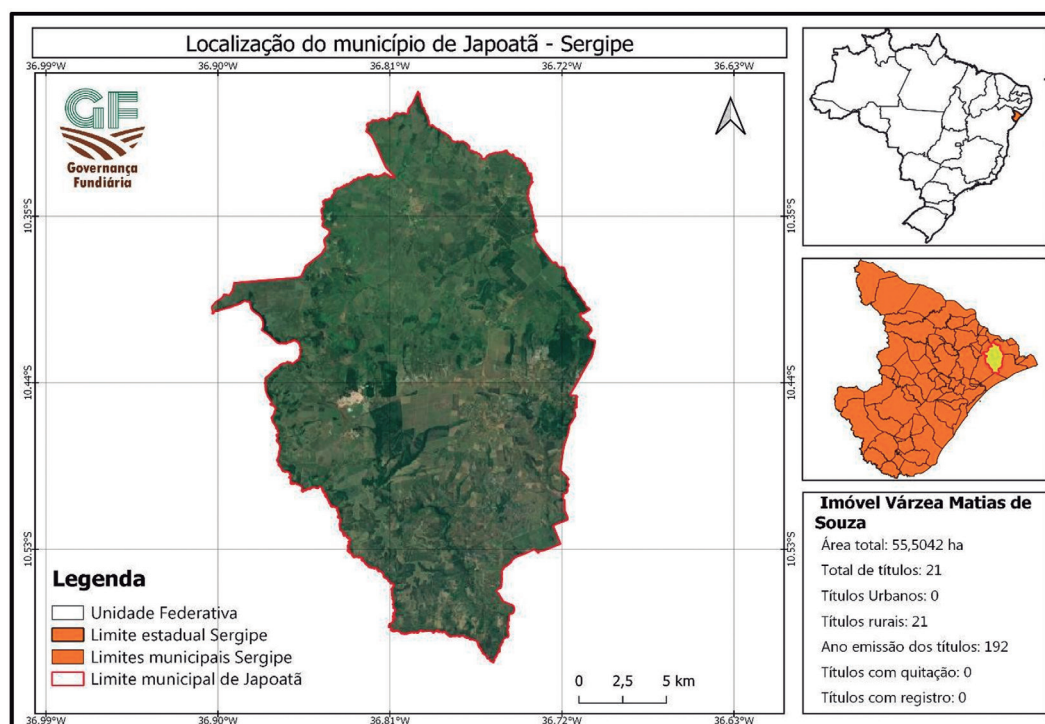 Localização do município de Japoatã - Sergipe
36.99°W 36.90°W 36.81°W 36.72°W 36.63°W
GF
Governança
Fundiária
10.35°S 10.35°S
10.44°S 10.44°S
10.53°S 10.53°S
Legenda
Unidade Federativa
Limite estadual Sergipe
Limites municipais Sergipe
Limite municipal de Japoatã
0 2,5 5 km
36.99°W 36.90°W 36.81°W 36.72°W 36.63°W
Imóvel Várzea Matias de
Souza
Área total: 55,5042 ha
Total de títulos: 21
Títulos Urbanos: 0
Títulos rurais: 21
Ano emissão dos títulos: 192
Títulos com quitação: 0
Títulos com registro: 0